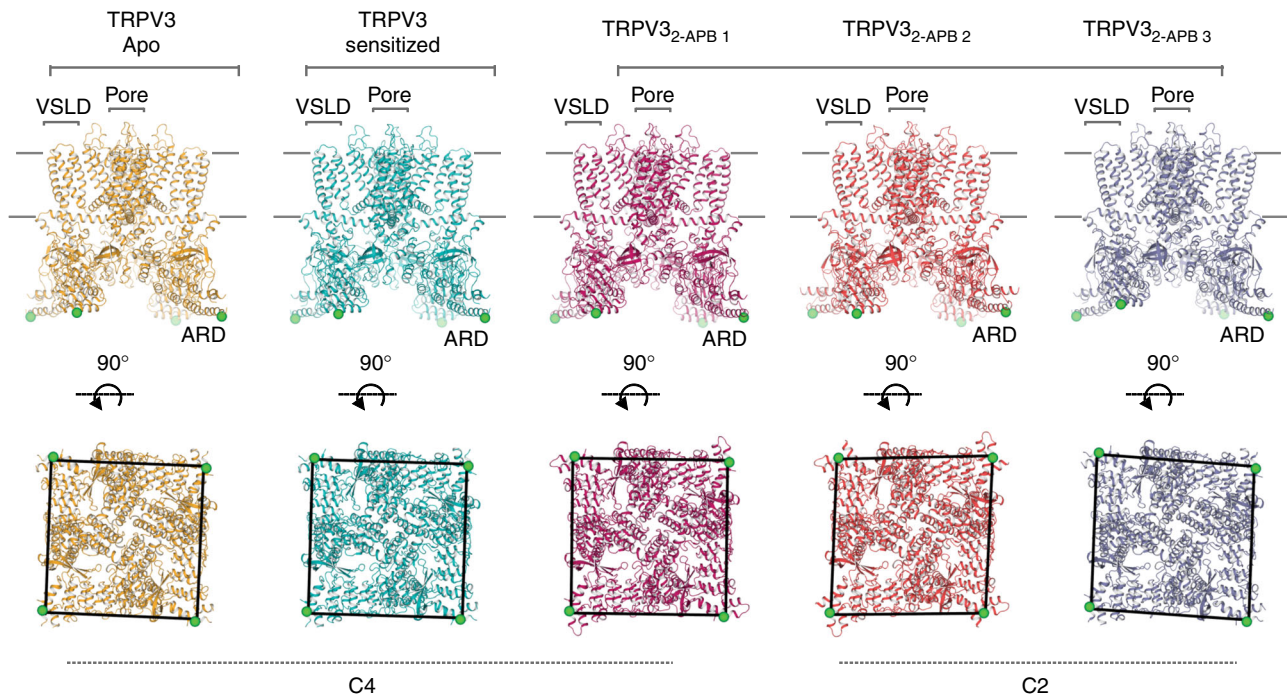 TRPV3
Apo
TRPV3
sensitized
TRPV32-APB 1
TRPV32-APB 2
TRPV32-APB 3
VSLD Pore
VSLD Pore
VSLD Pore
VSLD Pore
VSLD Pore
ARD
ARD
ARD
ARD
ARD
90°
90°
90°
90°
90°
C4
C2